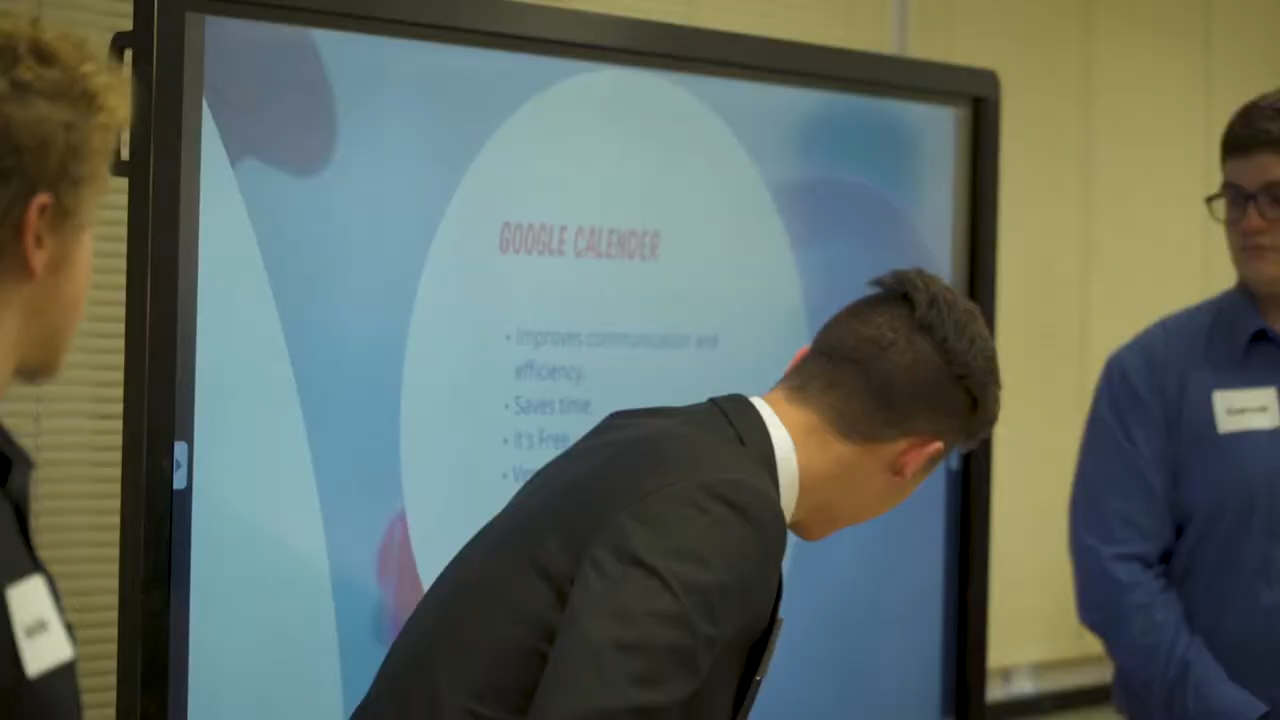 GOOGLE CALENDER
• Improves communication and
efficiency.
• Saves time.
• It's Free
•